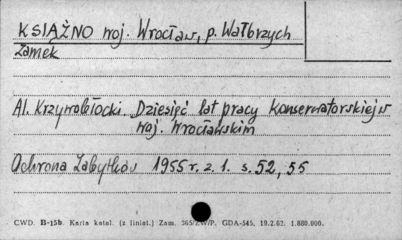 KSIĄŻNO woj. Wrocław, p. Wałbrzych
Zamek
Al. Krzywobłocki. Dziesięć lat pracy konserwatorskiej w
woj. wrocławskim
Ochrona Zabytków 1955 r. z. 1. s. 52, 55
CWD. B-15b. Karta katal. (z liniat.) Zam. 365/ZW/P. GDA-545. 19.2.62. 1.880.000.